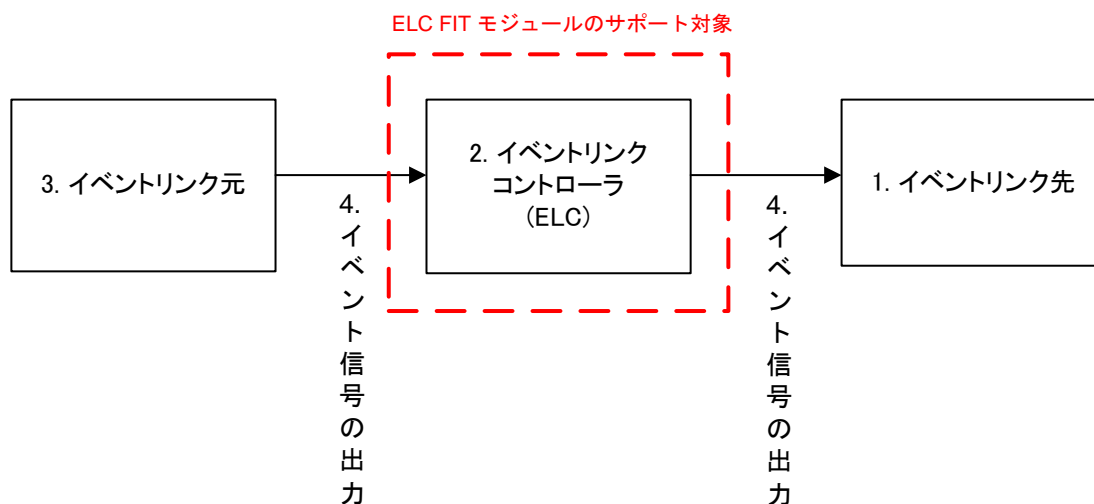 ELC FIT モジュールのサポート対象
3. イベントリンク元
4.イベント信号の出力
2. イベントリンク
コントローラ
(ELC)
4.イベント信号の出力
1. イベントリンク先